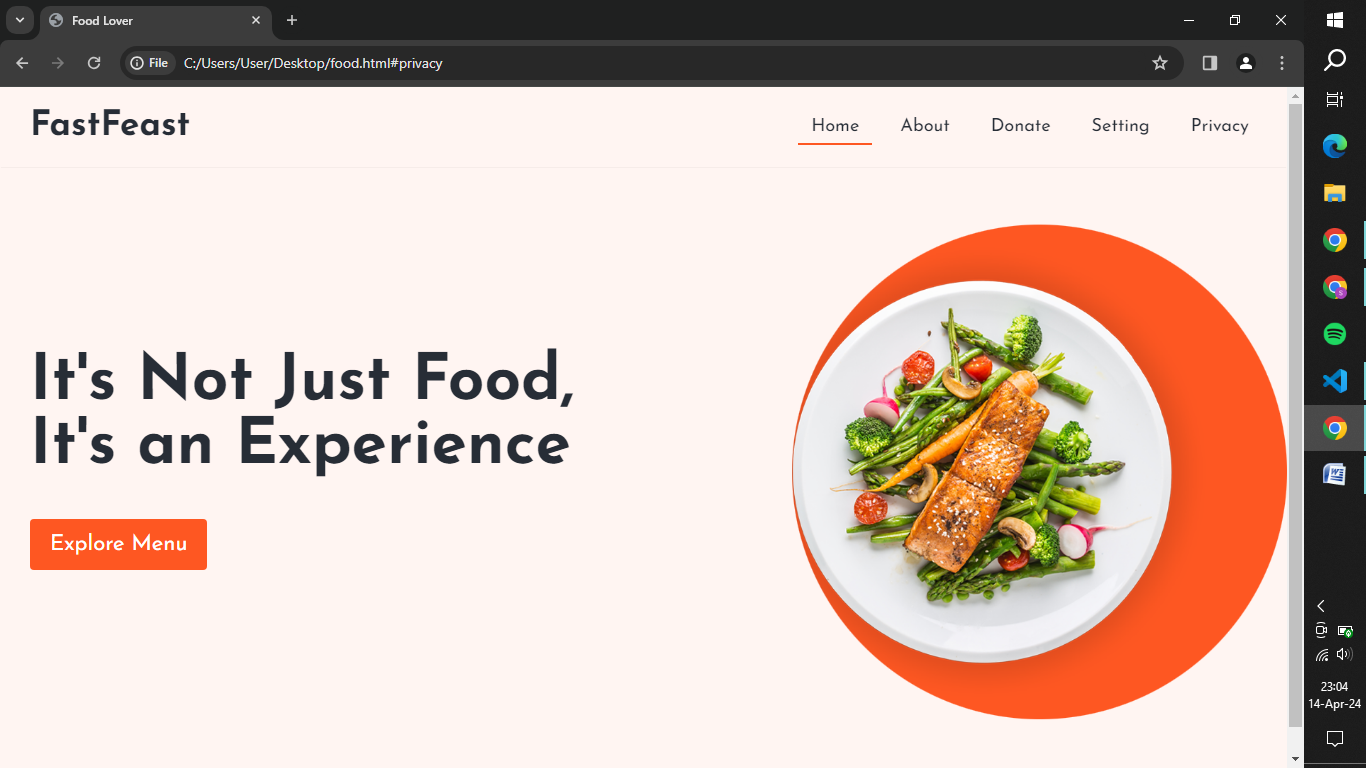 Food Lover
File
C:/Users/User/Desktop/food.html#privacy
FastFeast
Home
About
Donate
Setting
Privacy
It's Not Just Food,
It's an Experience
Explore Menu
23:04
14-Apr-24